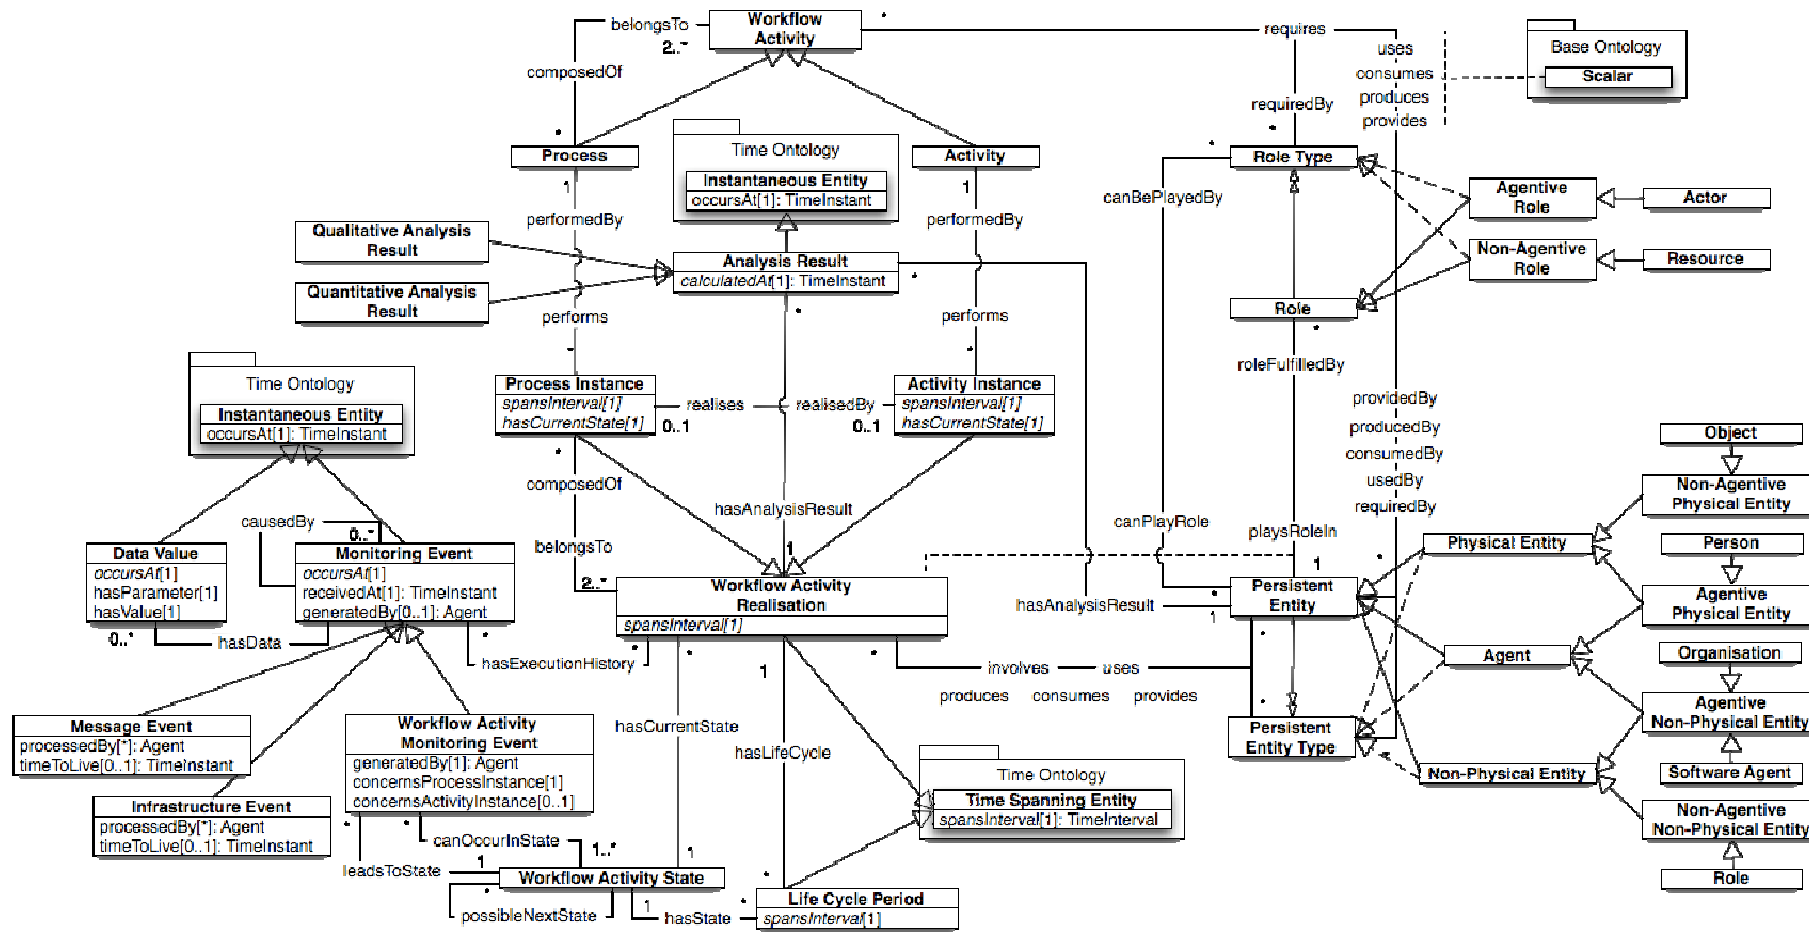 Workflow
Activity
*
belongsTo
2..*
composedOf
*
requires
requiredBy
*
*
uses
consumes
produces
provides
Base Ontology
Scalar
Process
1
Time Ontology
Instantaneous Entity
occursAt[1]: TimeInstant
Activity
1
Role Type
canBePlayedBy
Agentive
Role
Actor
Non-Agentive
Role
Resource
performedBy
performedBy
Qualitative Analysis
Result
Quantitative Analysis
Result
Analysis Result
calculatedAt[1]: TimeInstant
*
*
performs
*
performs
*
Role
*
roleFulfilledBy
Time Ontology
Instantaneous Entity
occursAt[1]: TimeInstant
Process Instance
spansInterval[1]
hasCurrentState[1]
*
realises
0..1
realisedBy
0..1
Activity Instance
spansInterval[1]
hasCurrentState[1]
providedBy
producedBy
consumedBy
usedBy
requiredBy
*
Object
Non-Agentive
Physical Entity
Person
Agentive
Physical Entity
Organisation
Agentive
Non-Physical Entity
Software Agent
Non-Agentive
Non-Physical Entity
Role
composedOf
belongsTo
2..*
hasAnalysisResult
1
canPlayRole
playsRoleIn
1
causedBy
0..*
Data Value
occursAt[1]
hasParameter[1]
hasValue[1]
0..*
hasData
Monitoring Event
occursAt[1]
receivedAt[1]: TimeInstant
generatedBy[0..1]: Agent
*
hasExecutionHistory
*
Workflow Activity
Realisation
spansInterval[1]
*
1
*
hasAnalysisResult
*
1
Persistent
Entity
*
*
Physical Entity
Agent
Non-Physical Entity
involves
uses
produces
consumes
provides
Persistent
Entity Type
Message Event
processedBy[*]: Agent
timeToLive[0..1]: TimeInstant
Infrastructure Event
processedBy[*]: Agent
timeToLive[0..1]: TimeInstant
Workflow Activity
Monitoring Event
generatedBy[1]: Agent
concernsProcessInstance[1]
concernsActivityInstance[0..1]
*
*
hasCurrentState
1
hasLifeCycle
*
Time Ontology
Time Spanning Entity
spansInterval[1]: TimeInterval
canOccurInState
1..*
leadsToState
1
Workflow Activity State
*
*
possibleNextState
1
hasState
*
Life Cycle Period
spansInterval[1]